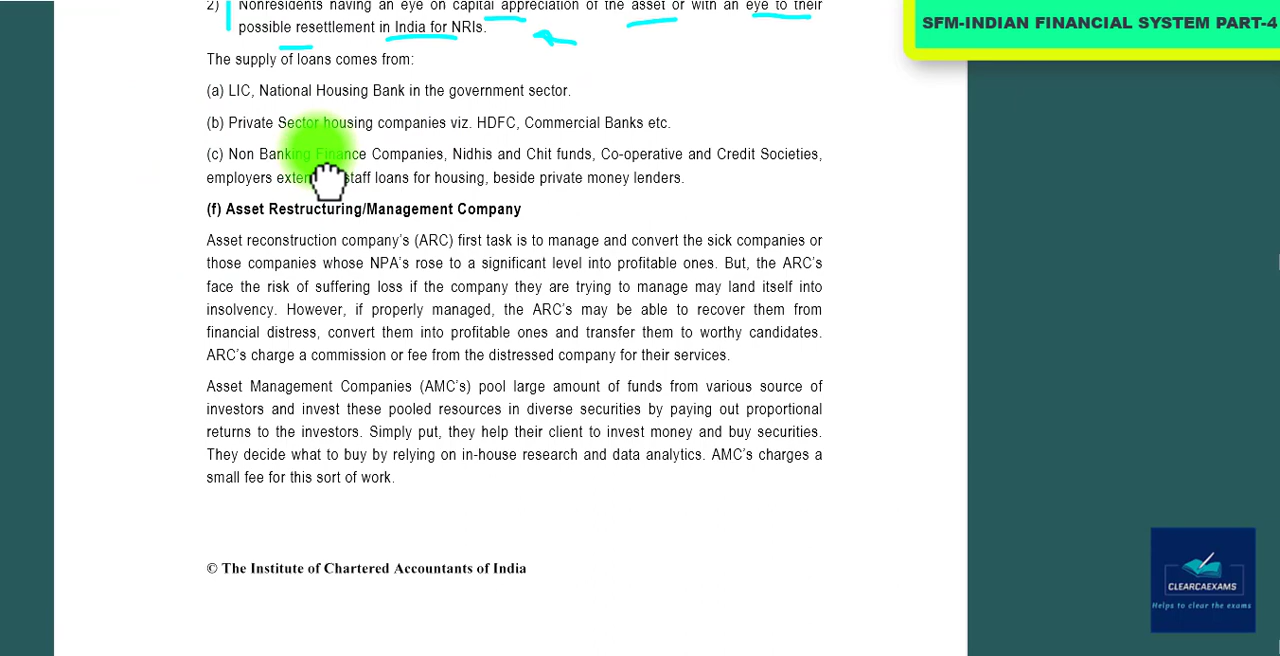 2) Nonresidents having an eye on capital appreciation of the asset or with an eye to their
possible resettlement in India for NRIs.
SFM-INDIAN FINANCIAL SYSTEM PART-4
The supply of loans comes from:
(a) LIC, National Housing Bank in the government sector.
(b) Private Sector housing companies viz. HDFC, Commercial Banks etc.
(c) Non Banking Finance Companies, Nidhis and Chit funds, Co-operative and Credit Societies,
employers staff loans for housing, beside private money lenders.
(f) Asset Restructuring/Management Company
Asset reconstruction company's (ARC) first task is to manage and convert the sick companies or
those companies whose NPA's rose to a significant level into profitable ones. But, the ARC's
face the risk of suffering loss if the company they are trying to manage may land itself into
insolvency. However, if properly managed, the ARC's may be able to recover them from
financial distress, convert them into profitable ones and transfer them to worthy candidates.
ARC's charge a commission or fee from the distressed company for their services.
Asset Management Companies (AMC's) pool large amount of funds from various source of
investors and invest these pooled resources in diverse securities by paying out proportional
returns to the investors. Simply put, they help their client to invest money and buy securities.
They decide what to buy by relying on in-house research and data analytics. AMC's charges a
small fee for this sort of work.
© The Institute of Chartered Accountants of India
CLEARCAEXAMS
Helps to clear the exams